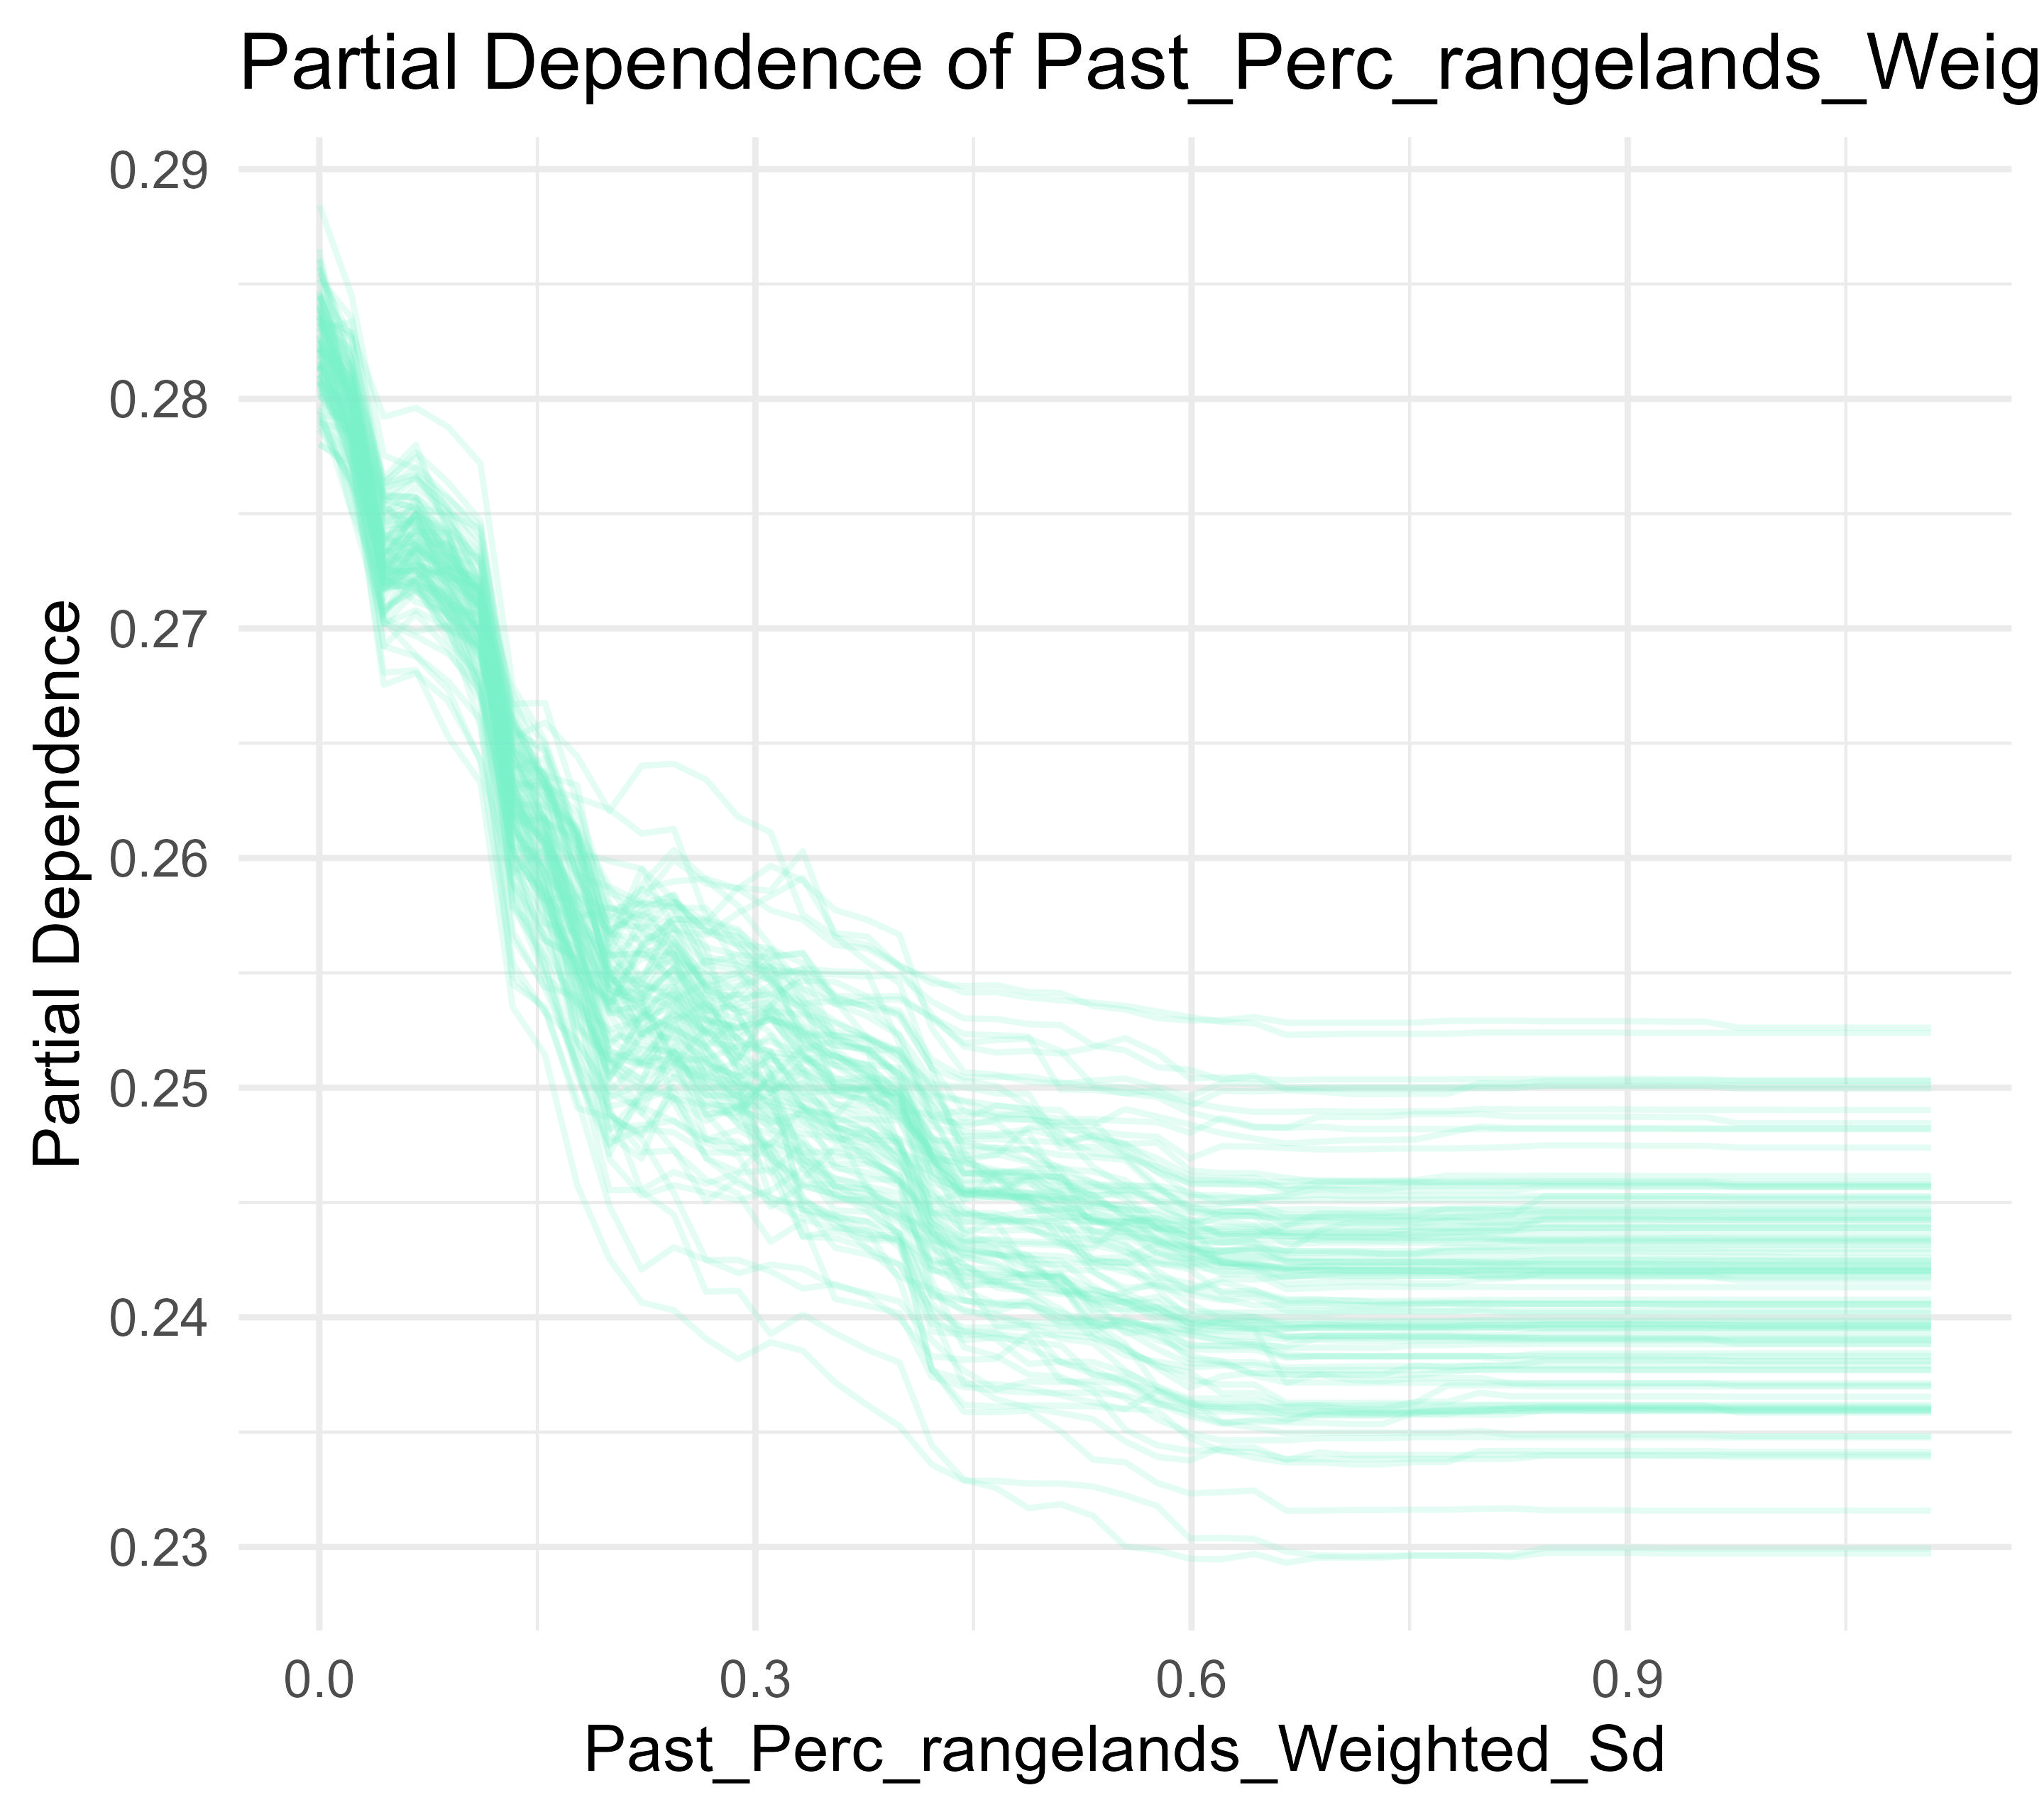 Partial Dependence of Past_Perc_rangelands_Weig
0.29
0.28
0.27
0.26
0.25
0.24
0.23
Partial Dependence
0.0 0.3 0.6 0.9
Past_Perc_rangelands_Weighted_Sd